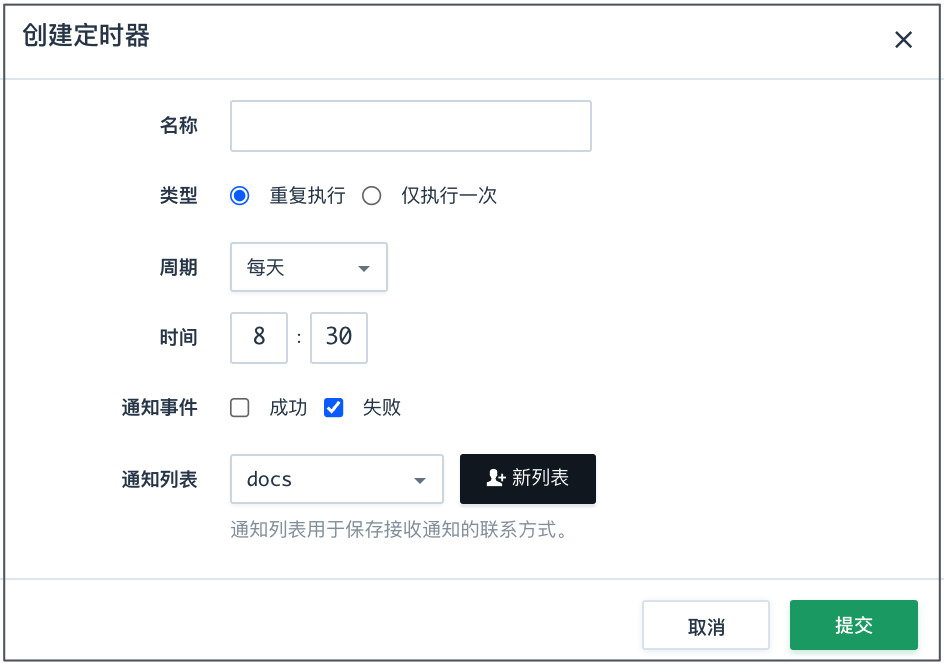 创建定时器
名称
类型 重复执行 仅执行一次
周期 每天
时间 8 : 30
通知事件 成功 失败
通知列表 docs 新列表
通知列表用于保存接收通知的联系方式。
取消 提交